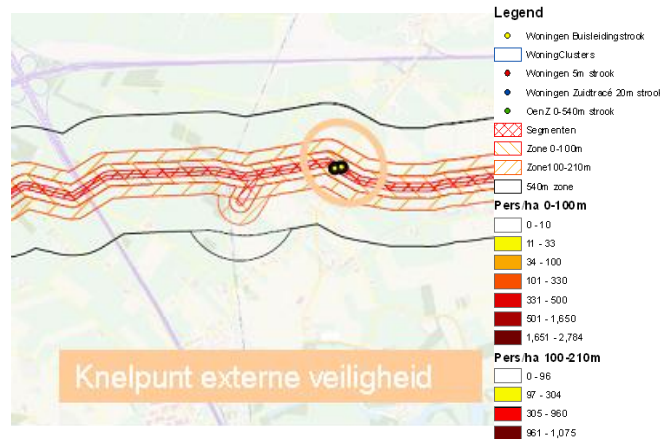 Legend
Woningen Buisleidingstrook
WoningClusters
Woningen 5m strook
Woningen Zuidtracé 20m strook
OenZ 0-540m strook
Segmenten
Zone 0-100m
Zone100-210m
540m zone
Pers/ha 0-100m
0 - 10
11 - 33
34 - 100
101 - 330
331 - 500
501 - 1,650
1,651 - 2,784
Pers/ha 100-210m
0 - 96
97 - 304
305 - 960
961 - 1,075
Knelpunt externe veiligheid